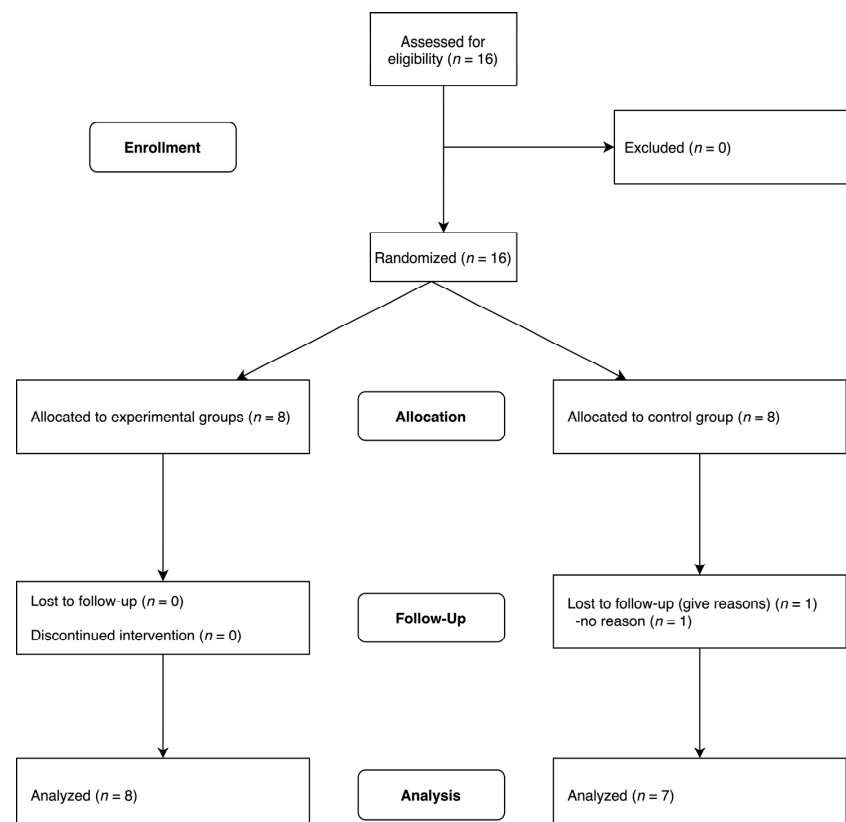 Assessed for
eligibility (n = 16)
Enrollment
Excluded (n = 0)
Randomized (n = 16)
Allocated to experimental groups (n = 8)
Allocation
Allocated to control group (n = 8)
Lost to follow-up (n = 0)
Discontinued intervention (n = 0)
Follow-Up
Lost to follow-up (give reasons) (n = 1)
-no reason (n = 1)
Analyzed (n = 8)
Analysis
Analyzed (n = 7)